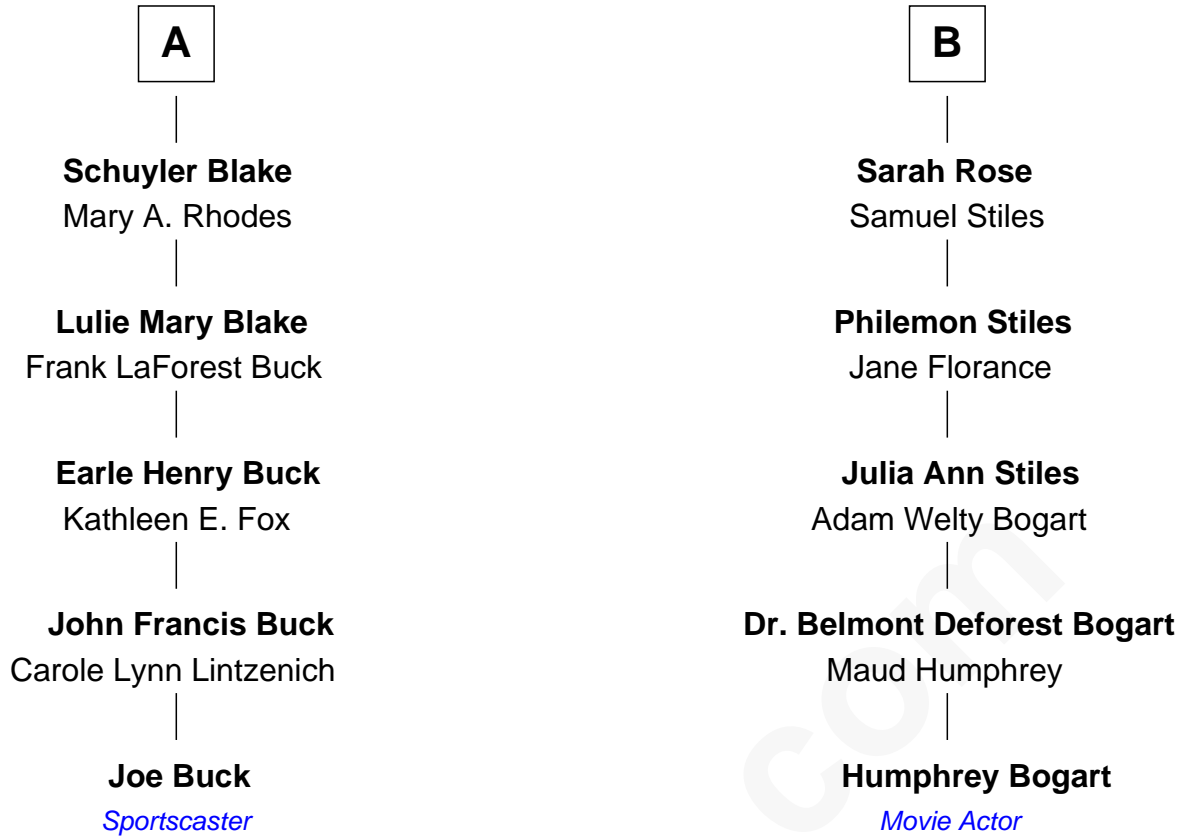 A
Schuyler Blake
Mary A. Rhodes
Lulie Mary Blake
Frank LaForest Buck
Earle Henry Buck
Kathleen E. Fox
John Francis Buck
Carole Lynn Lintzenich
Joe Buck
Sportscaster
B
Sarah Rose
Samuel Stiles
Philemon Stiles
Jane Florance
Julia Ann Stiles
Adam Welty Bogart
Dr. Belmont Deforest Bogart
Maud Humphrey
Humphrey Bogart
Movie Actor
com